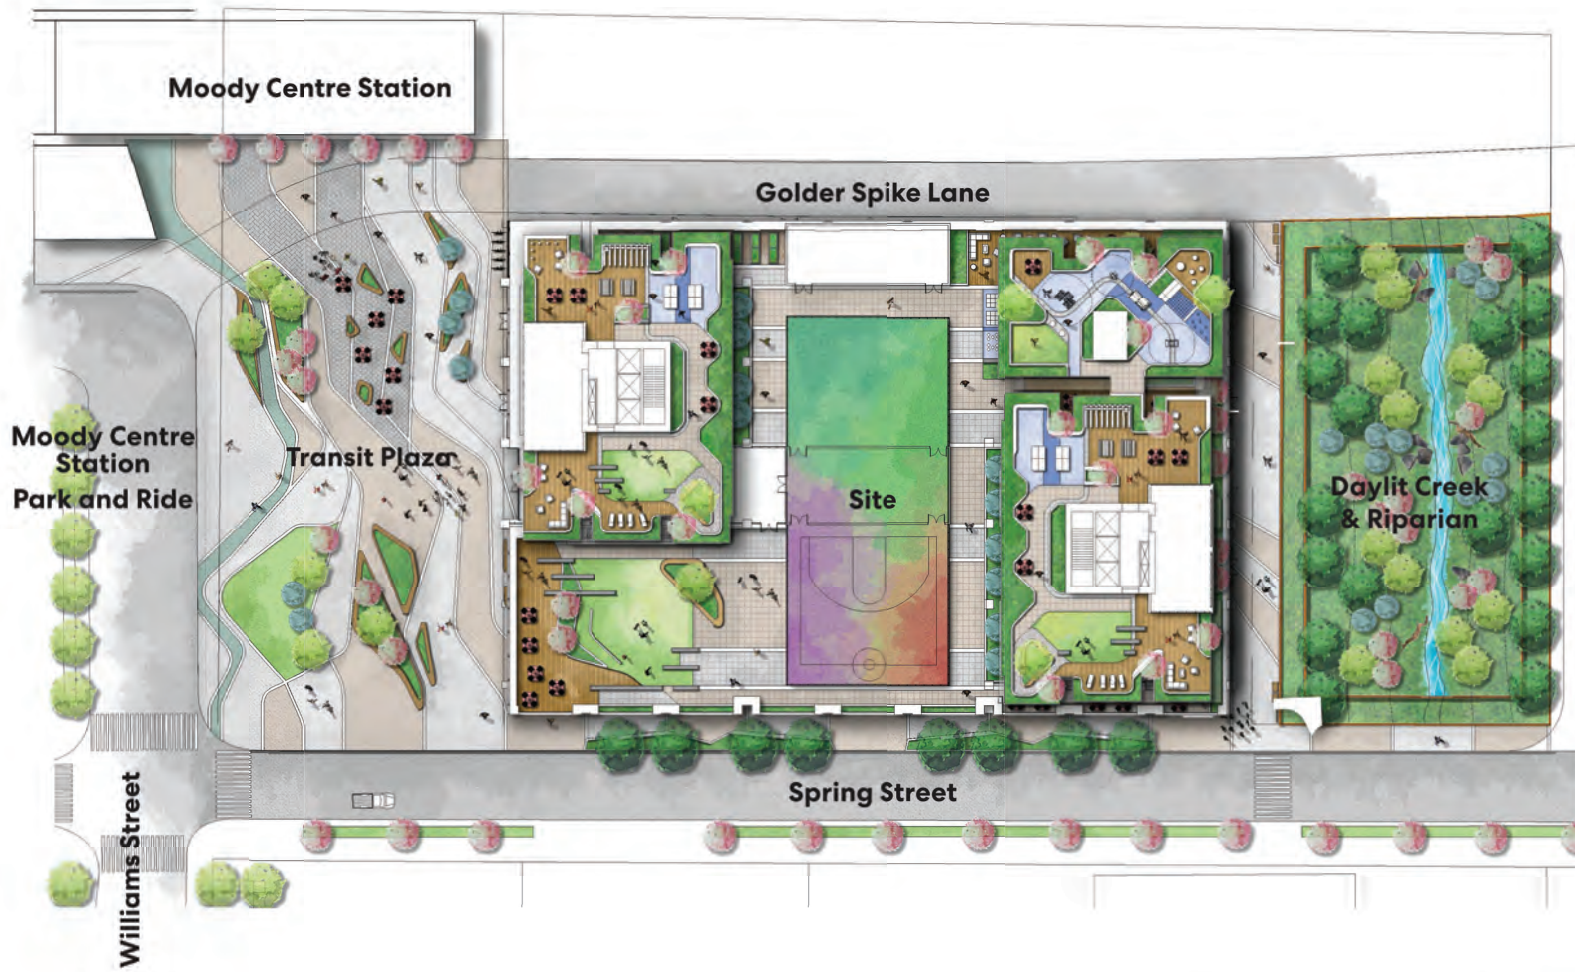 Moody Centre Station
Golder Spike Lane
Moody Centre
Station
Park and Ride
Transit Plaza
Site
Daylit Creek
& Riparian
Spring Street
Williams Street